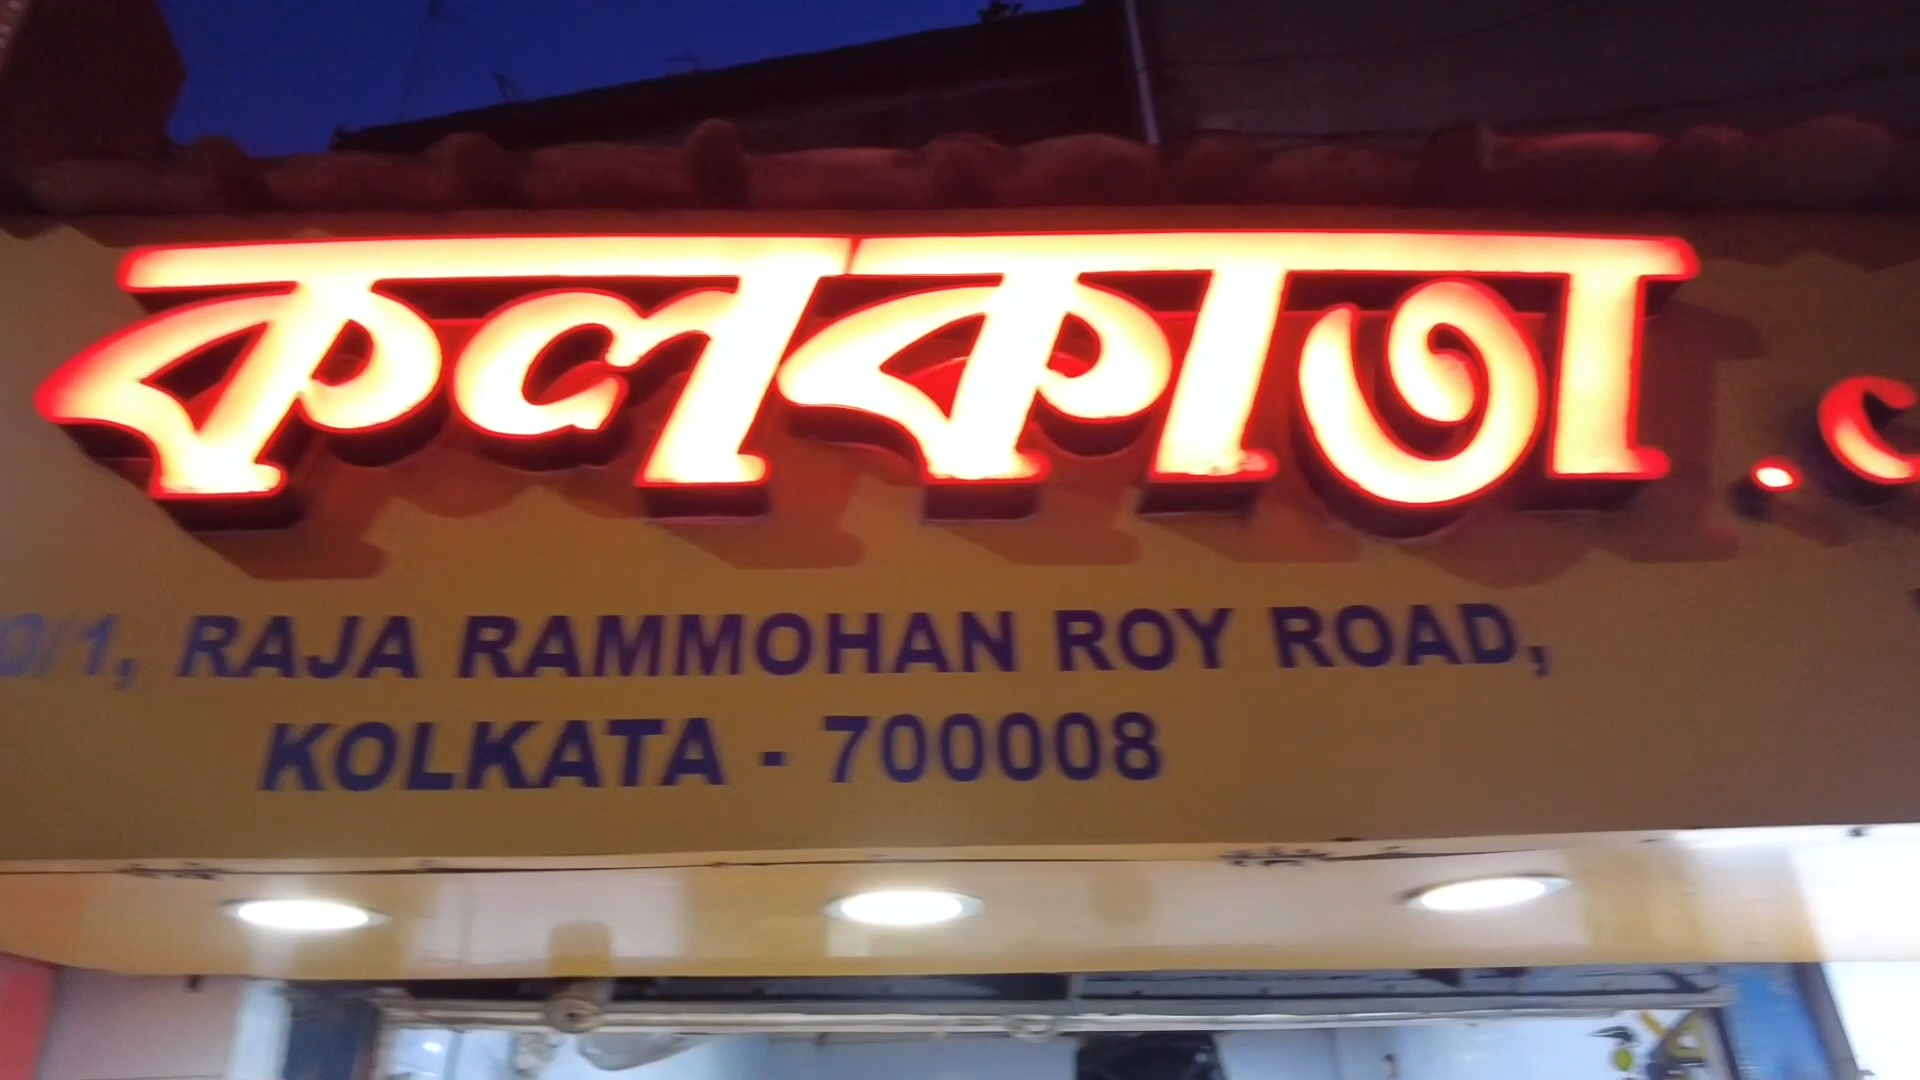 কলকাতা
RAJA RAMMOHAN ROY ROAD,
KOLKATA - 700008